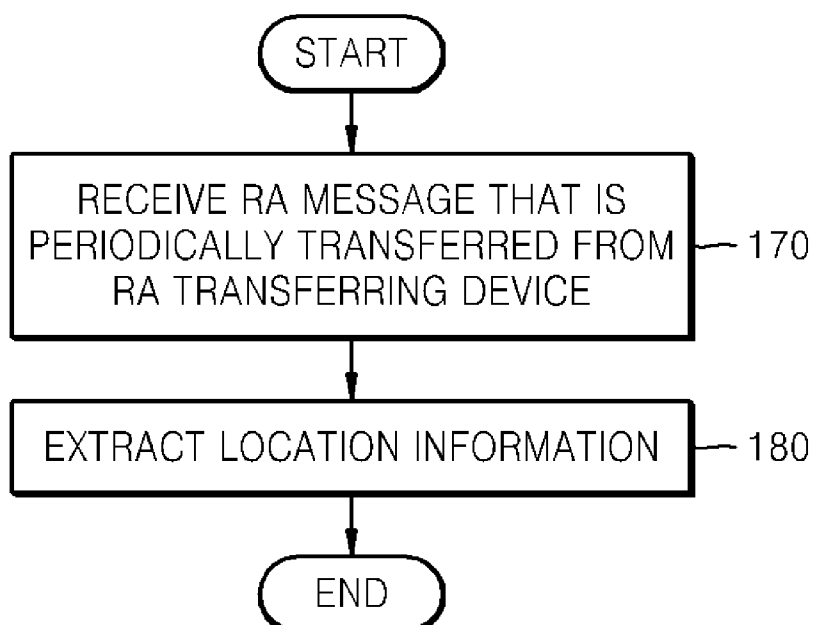 START
RECEIVE RA MESSAGE THAT IS
PERIODICALLY TRANSFERRED FROM
RA TRANSFERRING DEVICE
170
EXTRACT LOCATION INFORMATION
180
END